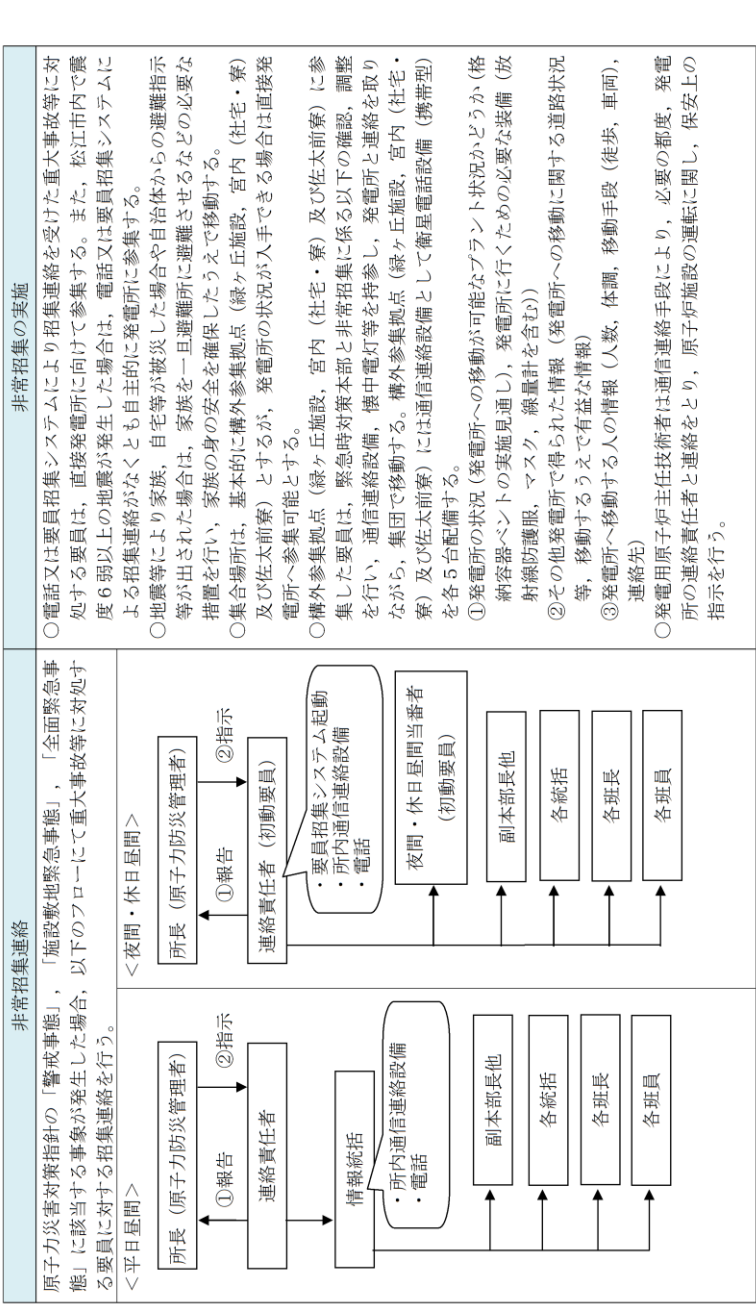 非常招集連絡
原子力災害対策指針の「警戒事態」，「施設敷地緊急事態」，「全面緊急事
態」に該当する事象が発生した場合，以下のフローにて重大事故等に対処す
る要員に対する招集連絡を行う。
＜平日昼間＞
所長（原子力防災管理者）
①報告
②指示
連絡責任者
情報統括
・所内通信連絡設備
・電話
副本部長他
各統括
各班長
各班員
＜夜間・休日昼間＞
所長（原子力防災管理者）
①報告
②指示
連絡責任者（初動要員）
・要員招集システム起動
・所内通信連絡設備
・電話
夜間・休日昼間当番者
（初動要員）
副本部長他
各統括
各班長
各班員
非常招集の実施
○電話又は要員招集システムにより招集連絡を受けた重大事故等に対
処する要員は，直接発電所に向けて参集する。また，松江市内で震
度６弱以上の地震が発生した場合は，電話又は要員招集システムに
よる招集連絡がなくとも自主的に発電所に参集する。
○地震等により家族，自宅等が被災した場合や自治体からの避難指示
等が出された場合は，家族を一旦避難所に避難させるなどの必要な
措置を行い，家族の身の安全を確保したうえで移動する。
○集合場所は，基本的に構外参集拠点（緑ヶ丘施設，宮内（社宅・寮）
及び佐太前寮）とするが，発電所の状況が入手できる場合は直接発
電所へ参集可能とする。
○構外参集拠点（緑ヶ丘施設，宮内（社宅・寮）及び佐太前寮）に参
集した要員は，緊急時対策本部と非常招集に係る以下の確認，調整
を行い，通信連絡設備，懐中電灯等を持参し，発電所と連絡を取り
ながら，集団で移動する。構外参集拠点（緑ヶ丘施設，宮内（社宅・
寮）及び佐太前寮）には通信連絡設備として衛星電話設備（携帯型）
を各５台配備する。
①発電所の状況（発電所への移動が可能なプラント状況かどうか（格
納容器ベントの実施見通し），発電所に行くための必要な装備（放
射線防護服，マスク，線量計を含む））
②その他発電所で得られた情報（発電所への移動に関する道路状況
等，移動するうえで有益な情報）
③発電所へ移動する人の情報（人数，体調，移動手段（徒歩，車両），
連絡先）
○発電用原子炉主任技術者は通信連絡手段により，必要の都度，発電
所の連絡責任者と連絡をとり，原子炉施設の運転に関し，保安上の
指示を行う。